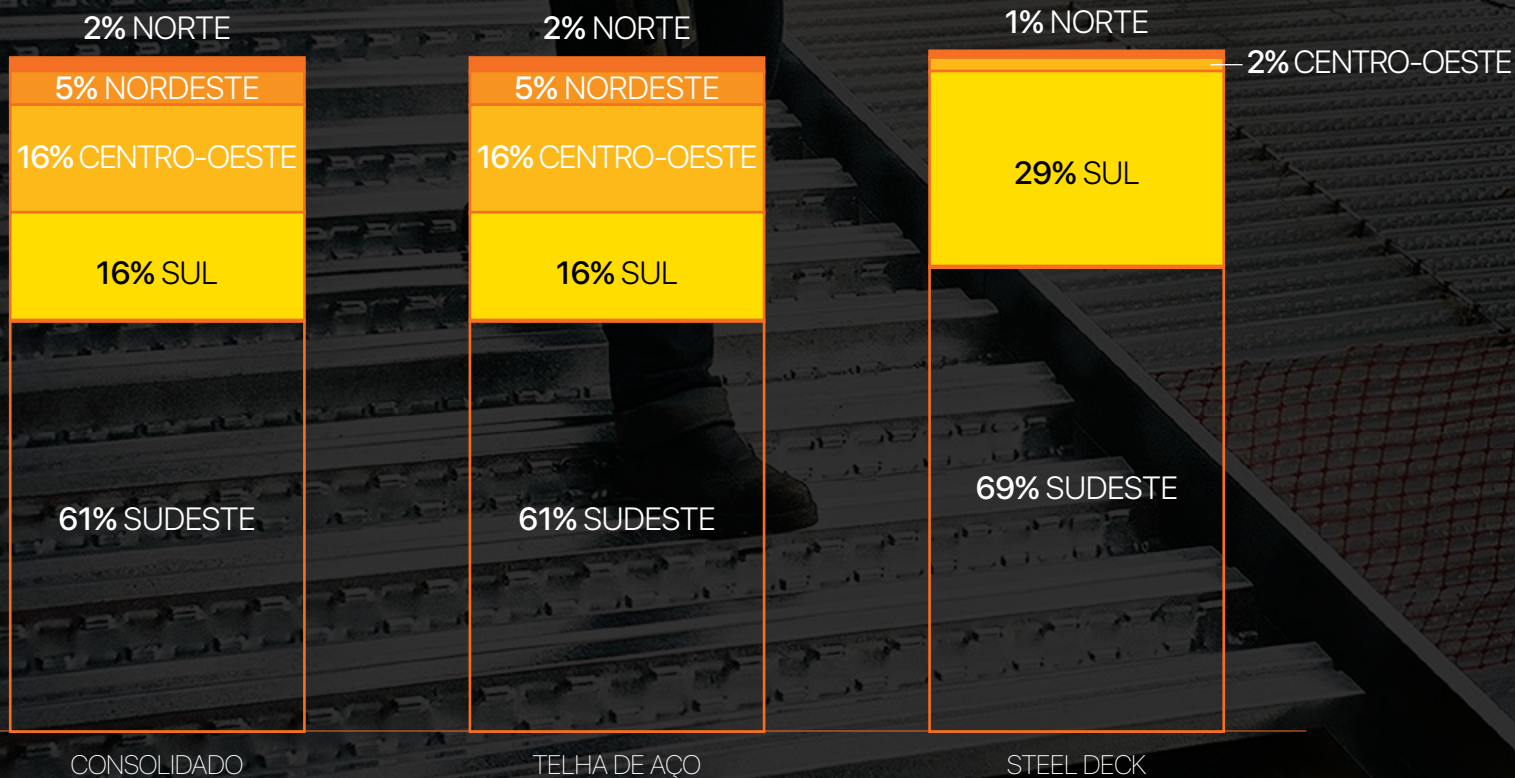 2% NORTE
5% NORDESTE
16% CENTRO-OESTE
16% SUL
61% SUDESTE
CONSOLIDADO
2% NORTE
5% NORDESTE
16% CENTRO-OESTE
16% SUL
61% SUDESTE
TELHA DE AÇO
1% NORTE
2% CENTRO-OESTE
29% SUL
69% SUDESTE
STEEL DECK